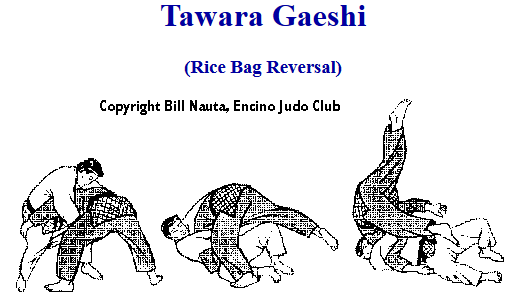 Tawara Gaeshi
(Rice Bag Reversal)
Copyright Bill Nauta, Encino Judo Club